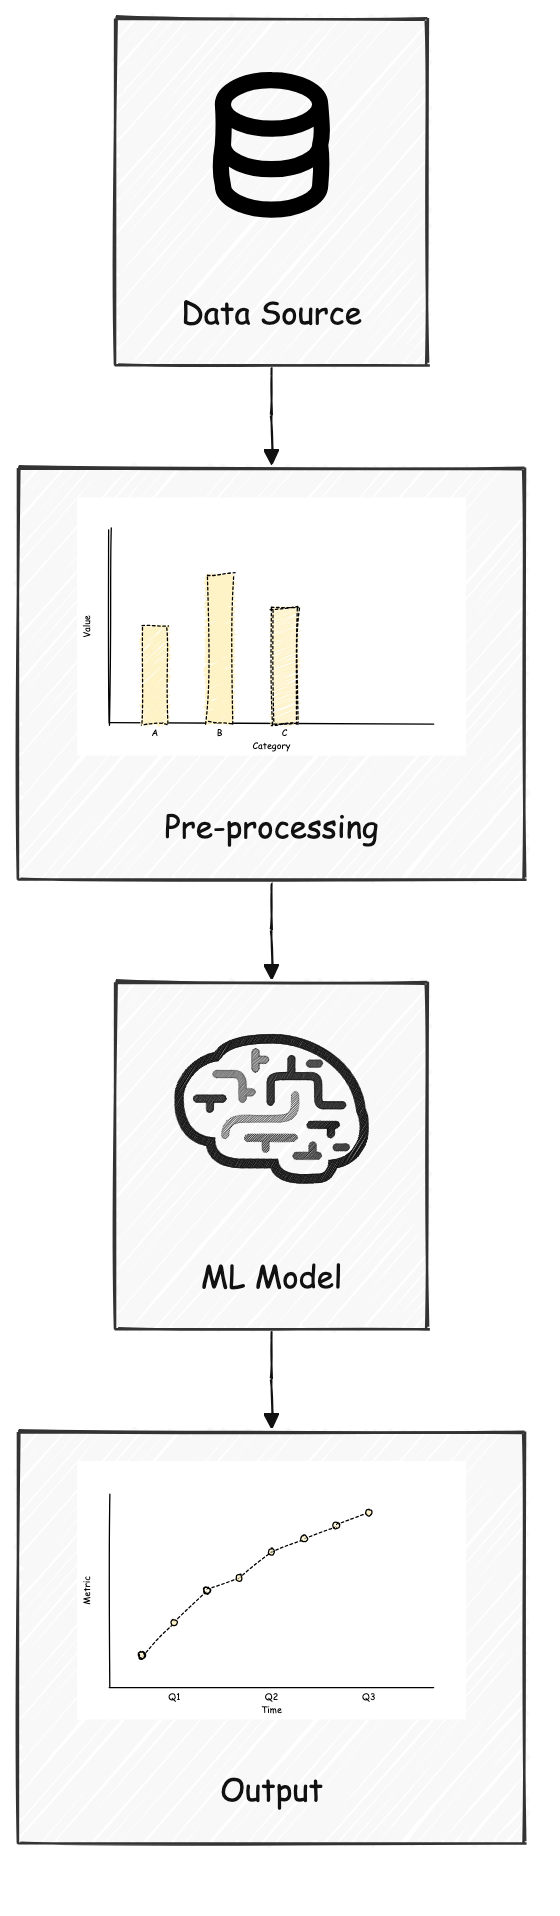 Data Source
Value
A B C
Category
Pre-processing
ML Model
Metric
Q1 Q2 Q3
Time
Output